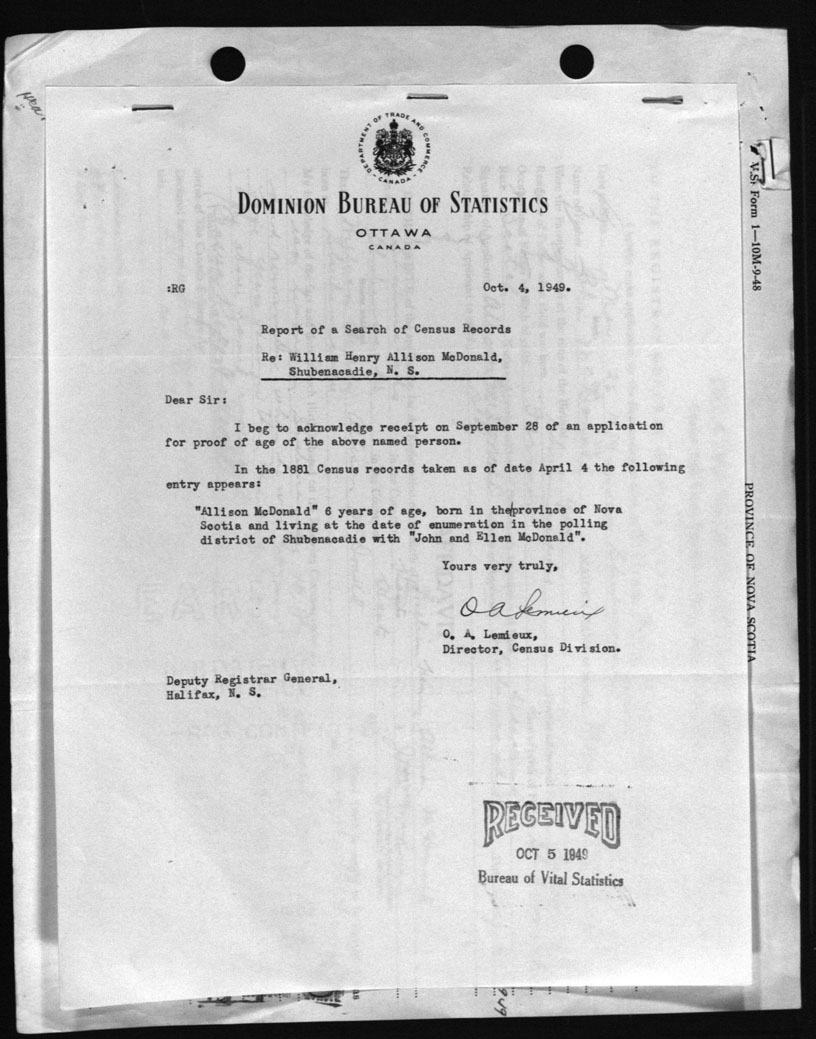 DEPARTMENT OF TRADE AND COMMERCE
CANADA
DOMINION BUREAU OF STATISTICS
OTTAWA
CANADA
:RG
Oct. 4, 1949.
Report of a Search of Census Records
Re: William Henry Allison McDonald,
Shubenacadie, N. S.
Dear Sir:
I beg to acknowledge receipt on September 28 of an application
for proof of age of the above named person.
In the 1881 Census records taken as of date April 4 the following
entry appears:
"Allison McDonald" 6 years of age, born in the province of Nova
Scotia and living at the date of enumeration in the polling
district of Shubenacadie with "John and Ellen McDonald".
Yours very truly,
O A Lemieux
O. A. Lemieux,
Director, Census Division.
Deputy Registrar General,
Halifax, N. S.
RECEIVED
OCT 5 1949
Bureau of Vital Statistics
V.S. Form 1—10M-9-48
PROVINCE OF NOVA SCOTIA